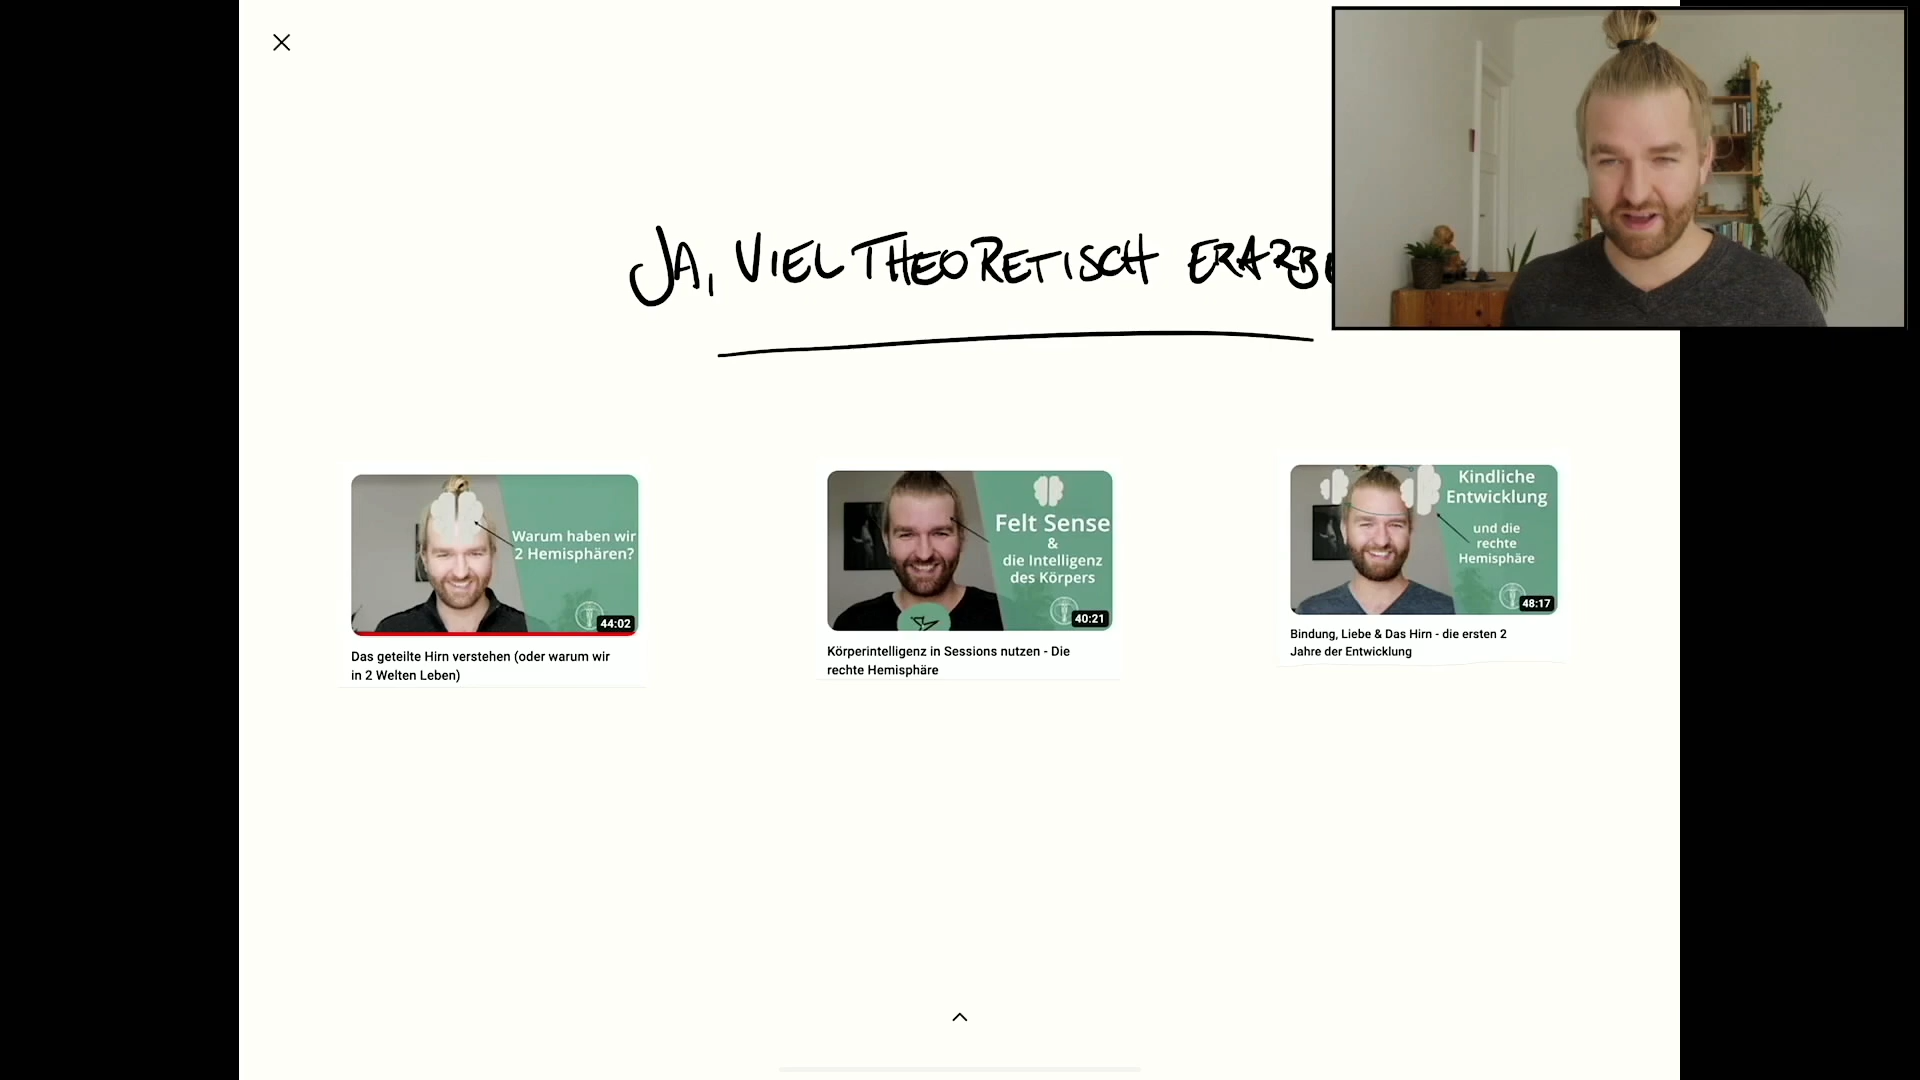 JA, VIEL THEORETISCH ERARBE
Warum haben wir
2 Hemisphären?
44:02
Das geteilte Hirn verstehen (oder warum wir
in 2 Welten Leben)
Felt Sense
&
die Intelligenz
des Körpers
40:21
Körperintelligenz in Sessions nutzen - Die
rechte Hemisphäre
Kindliche
Entwicklung
und die
rechte
Hemisphäre
48:17
Bindung, Liebe & Das Hirn - die ersten 2
Jahre der Entwicklung